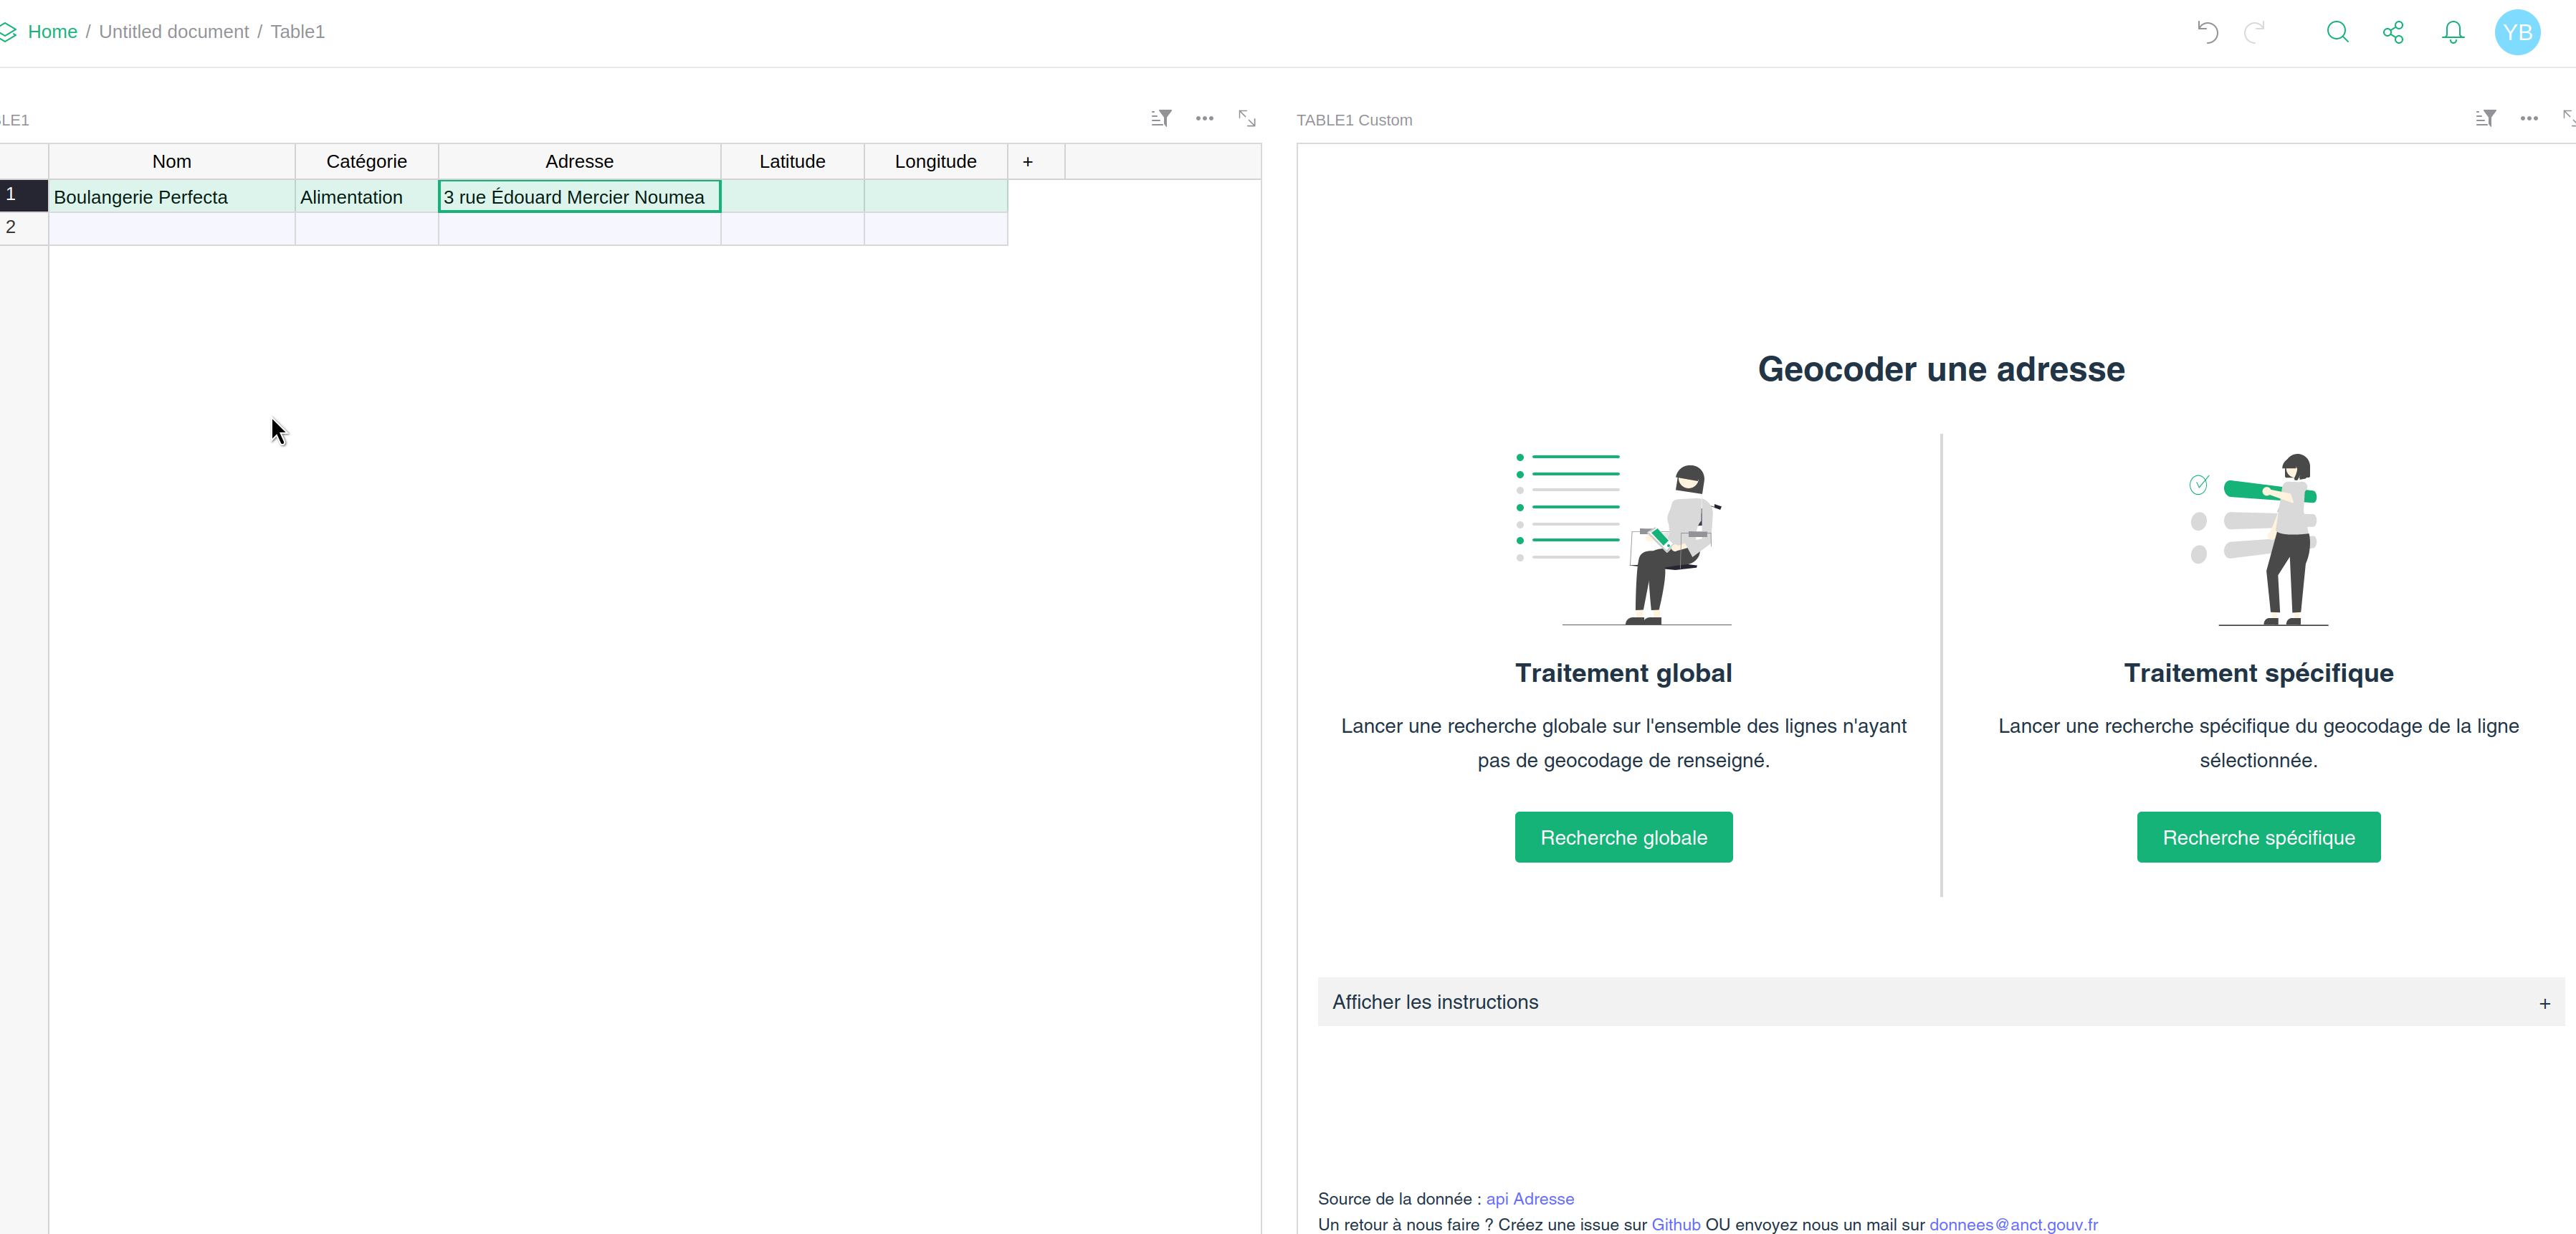 Home / Untitled document / Table1
YB
BLE1
TABLE1 Custom
Nom Catégorie Adresse Latitude Longitude +
1 Boulangerie Perfecta Alimentation 3 rue Édouard Mercier Noumea
2
Geocoder une adresse
Traitement global
Lancer une recherche globale sur l'ensemble des lignes n'ayant
pas de geocodage de renseigné.
Recherche globale
Traitement spécifique
Lancer une recherche spécifique du geocodage de la ligne
sélectionnée.
Recherche spécifique
Afficher les instructions +
Source de la donnée : api Adresse
Un retour à nous faire ? Créez une issue sur Github OU envoyez nous un mail sur donnees@anct.gouv.fr